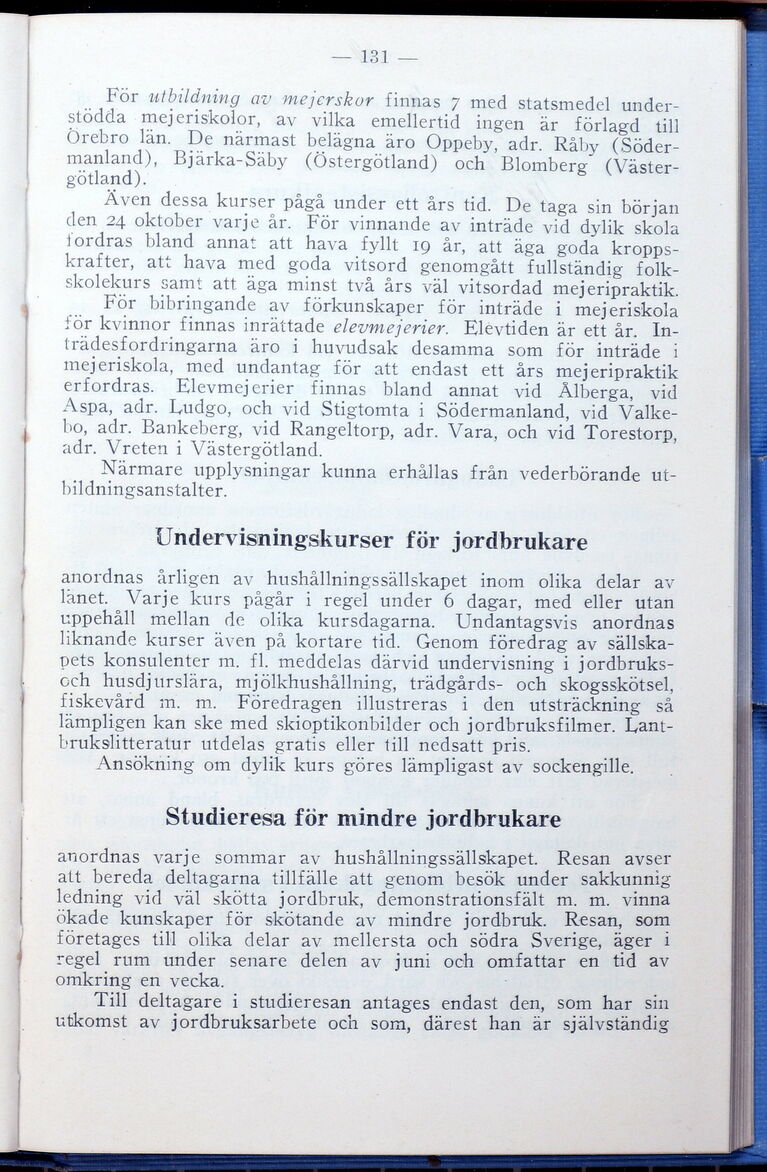 — 131 —
För utbildning av mejerskor finnas 7 med statsmedel under-
stödda mejeriskolor, av vilka emellertid ingen är förlagd till
Örebro län. De närmast belägna äro Oppeby, adr. Råby (Söder-
manland), Bjärka-Säby (Östergötland) och Blomberg (Väster-
götland).
Även dessa kurser pågå under ett års tid. De taga sin början
den 24 oktober varje år. För vinnande av inträde vid dylik skola
fordras bland annat att hava fyllt 19 år, att äga goda kropps-
krafter, att hava med goda vitsord genomgått fullständig folk-
skolekurs samt att äga minst två års väl vitsordad mejeripraktik.
För bibringande av förkunskaper för inträde i mejeriskola
för kvinnor finnas inrättade elevmejerier. Elevtiden är ett år. In-
trädesfordringarna äro i huvudsak desamma som för inträde i
mejeriskola, med undantag för att endast ett års mejeripraktik
erfordras. Elevmejerier finnas bland annat vid Ålberga, vid
Aspa, adr. Ludgo, och vid Stigtomta i Södermanland, vid Valke-
bo, adr. Bankeberg, vid Rangeltorp, adr. Vara, och vid Torestorp,
adr. Vreten i Västergötland.
Närmare upplysningar kunna erhållas från vederbörande ut-
bildningsanstalter.
Undervisningskurser för jordbrukare
anordnas årligen av hushållningssällskapet inom olika delar av
länet. Varje kurs pågår i regel under 6 dagar, med eller utan
uppehåll mellan de olika kursdagarna. Undantagsvis anordnas
liknande kurser även på kortare tid. Genom föredrag av sällska-
pets konsulenter m. fl. meddelas därvid undervisning i jordbruks-
och husdjurslära, mjölkhushållning, trädgårds- och skogsskötsel,
fiskevård m. m. Föredragen illustreras i den utsträckning så
lämpligen kan ske med skioptikonbilder och jordbruksfilmer. Lant-
brukslitteratur utdelas gratis eller till nedsatt pris.
Ansökning om dylik kurs göres lämpligast av sockengille.
Studieresa för mindre jordbrukare
anordnas varje sommar av hushållningssällskapet. Resan avser
att bereda deltagarna tillfälle att genom besök under sakkunnig
ledning vid väl skötta jordbruk, demonstrationsfält m. m. vinna
ökade kunskaper för skötande av mindre jordbruk. Resan, som
företages till olika delar av mellersta och södra Sverige, äger i
regel rum under senare delen av juni och omfattar en tid av
omkring en vecka.
Till deltagare i studieresan antages endast den, som har sin
utkomst av jordbruksarbete och som, därest han är självständig